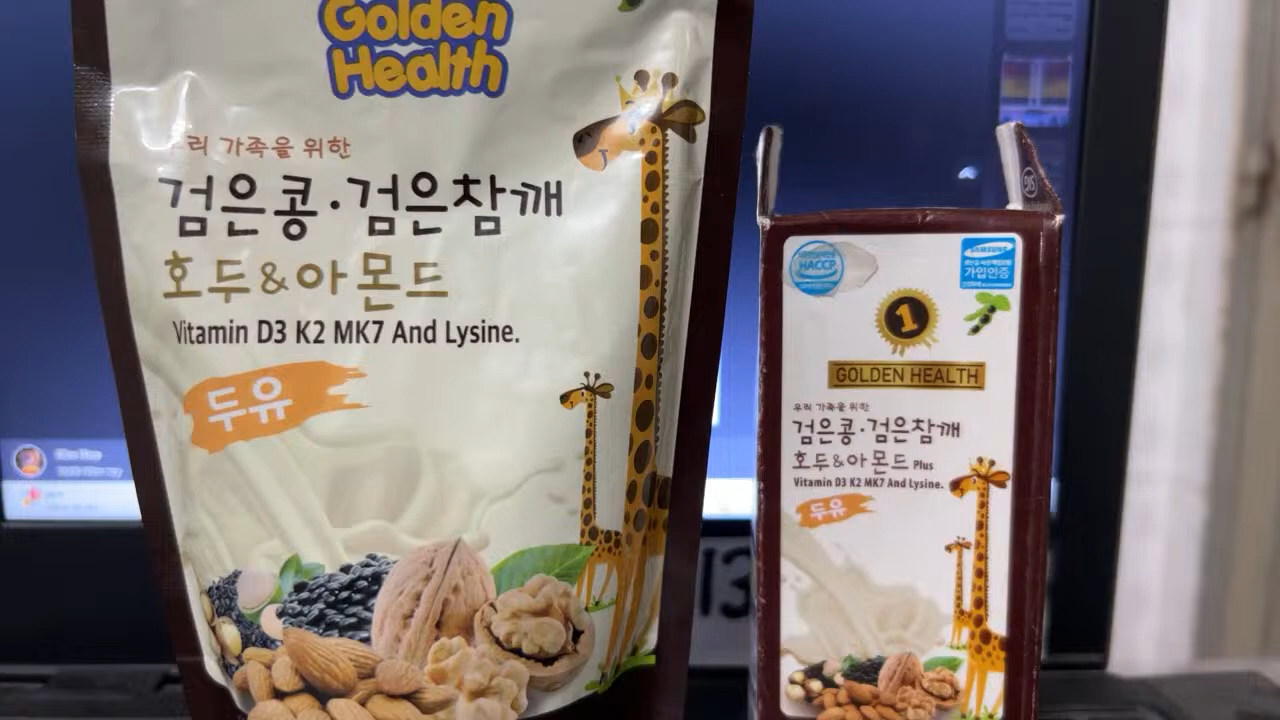 Golden
Health
리 가족을 위한
검은콩·검은참깨
호두&아몬드
Vitamin D3 K2 MK7 And Lysine.
두유
SAMSUNG
가입인증
1
GOLDEN HEALTH
우리 가족을 위한
검은콩·검은참깨
호두&아몬드 Plus
Vitamin D3 K2 MK7 And Lysine.
두유